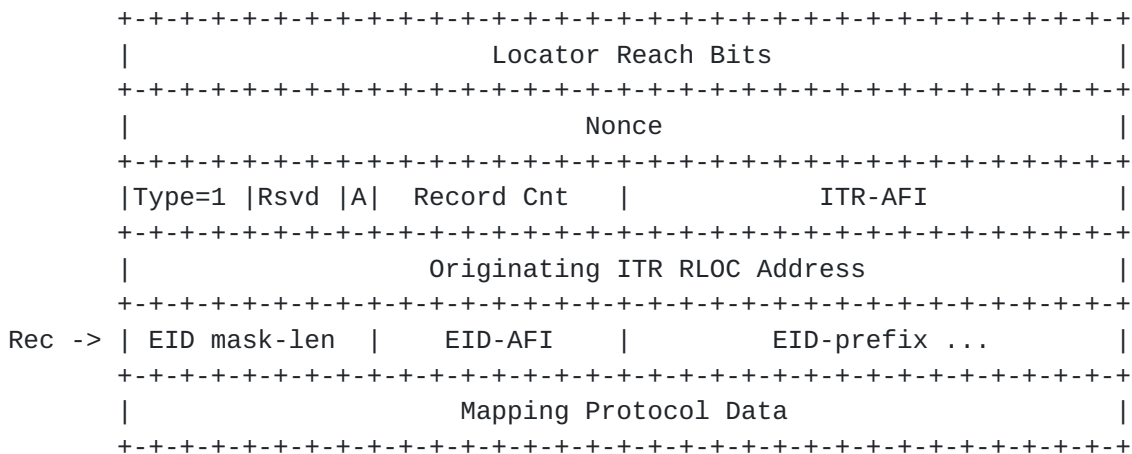 +-+-+-+-+-+-+-+-+-+-+-+-+-+-+-+-+-+-+-+-+-+-+-+-+-+-+-+-+-+-+-+-+
| Locator Reach Bits |
+-+-+-+-+-+-+-+-+-+-+-+-+-+-+-+-+-+-+-+-+-+-+-+-+-+-+-+-+-+-+-+-+
| Nonce |
+-+-+-+-+-+-+-+-+-+-+-+-+-+-+-+-+-+-+-+-+-+-+-+-+-+-+-+-+-+-+-+-+
|Type=1 |Rsvd |A| Record Cnt | ITR-AFI |
+-+-+-+-+-+-+-+-+-+-+-+-+-+-+-+-+-+-+-+-+-+-+-+-+-+-+-+-+-+-+-+-+
| Originating ITR RLOC Address |
+-+-+-+-+-+-+-+-+-+-+-+-+-+-+-+-+-+-+-+-+-+-+-+-+-+-+-+-+-+-+-+-+
Rec -> | EID mask-len | EID-AFI | EID-prefix ... |
+-+-+-+-+-+-+-+-+-+-+-+-+-+-+-+-+-+-+-+-+-+-+-+-+-+-+-+-+-+-+-+-+
| Mapping Protocol Data |
+-+-+-+-+-+-+-+-+-+-+-+-+-+-+-+-+-+-+-+-+-+-+-+-+-+-+-+-+-+-+-+-+